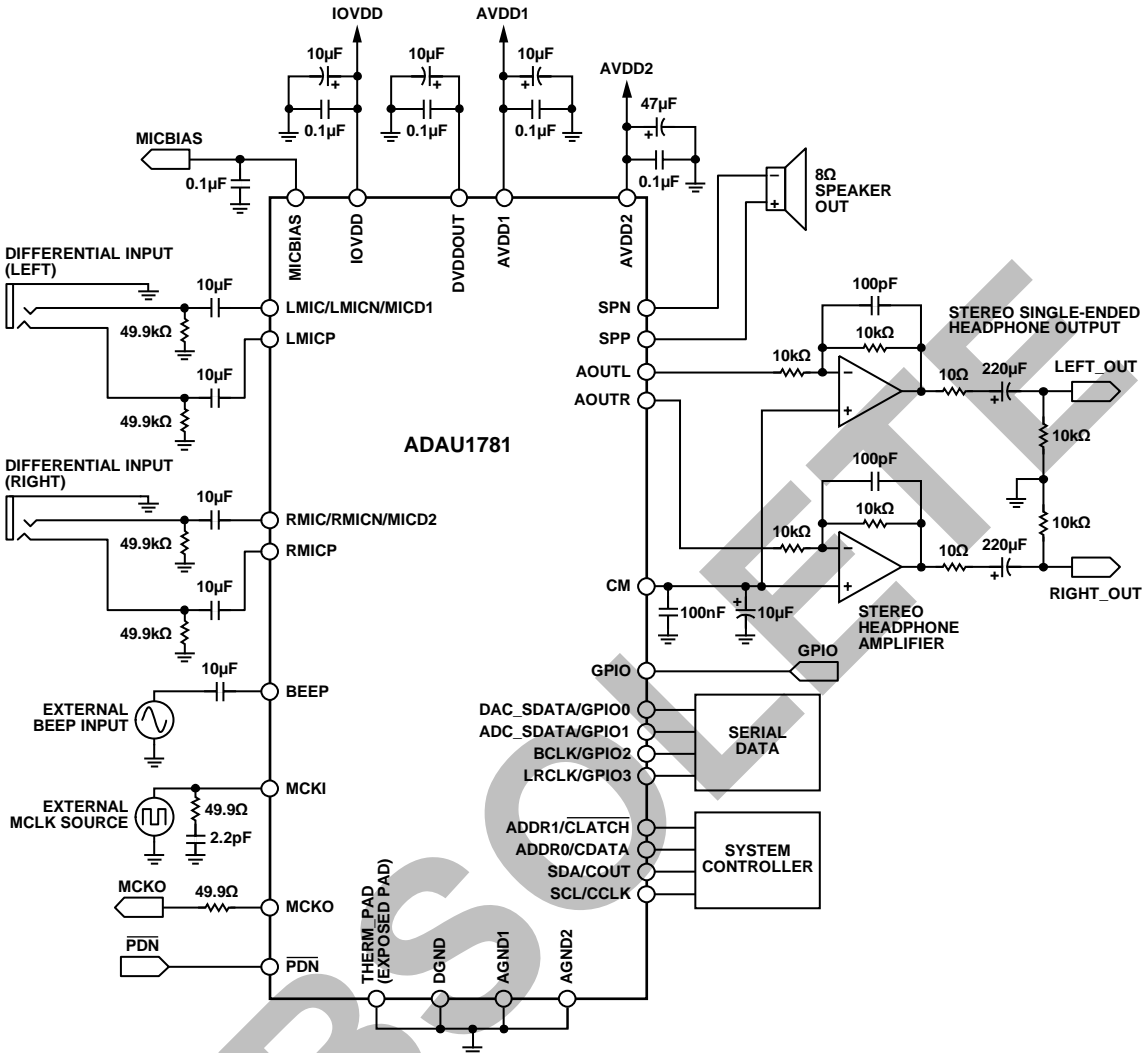 IOVDD
AVDD1
10µF
10µF
10µF
AVDD2
47µF
0.1µF
0.1µF
0.1µF
MICBIAS
0.1µF
0.1µF
8Ω
SPEAKER
OUT
MICBIAS
IOVDD
DVDDOUT
AVDD1
AVDD2
DIFFERENTIAL INPUT
(LEFT)
10µF
LMIC/LMICN/MICD1
49.9kΩ
LMICP
10µF
49.9kΩ
SPN
SPP
AOUTL
AOUTR
100pF
10kΩ
10kΩ
STEREO SINGLE-ENDED
HEADPHONE OUTPUT
10Ω
220µF
LEFT_OUT
10kΩ
ADAU1781
DIFFERENTIAL INPUT
(RIGHT)
10µF
RMIC/RMICN/MICD2
49.9kΩ
RMICP
10µF
49.9kΩ
100pF
10kΩ
10kΩ
10kΩ
10Ω
220µF
RIGHT_OUT
CM
100nF
10µF
STEREO
HEADPHONE
AMPLIFIER
GPIO
GPIO
10µF
BEEP
EXTERNAL
BEEP INPUT
DAC_SDATA/GPIO0
ADC_SDATA/GPIO1
BCLK/GPIO2
LRCLK/GPIO3
SERIAL
DATA
MCKI
EXTERNAL
MCLK SOURCE
49.9Ω
2.2pF
ADDR1/CLATCH
ADDR0/CDATA
SDA/COUT
SCL/CCLK
SYSTEM
CONTROLLER
MCKO
49.9Ω
MCKO
PDN
PDN
THERM_PAD
(EXPOSED PAD)
DGND
AGND1
AGND2
OBSOLETE